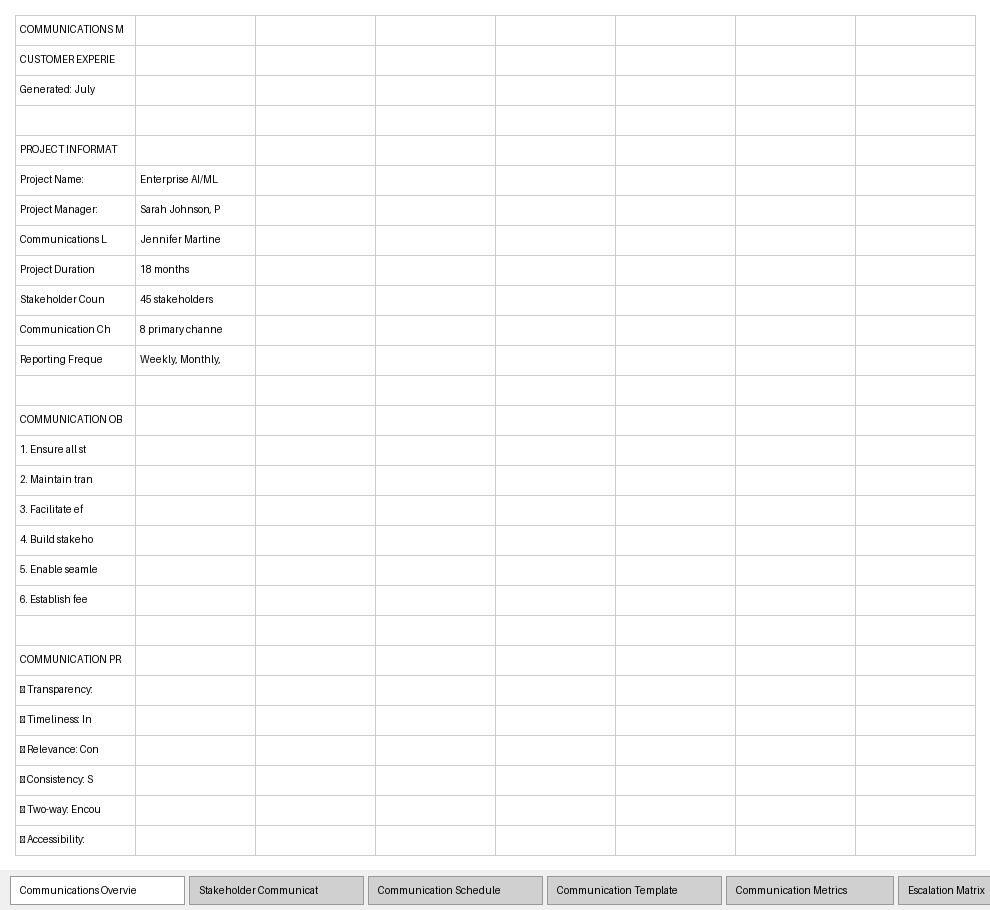 COMMUNICATIONS M
CUSTOMER EXPERIE
Generated: July
PROJECT INFORMAT
Project Name: Enterprise AI/ML
Project Manager: Sarah Johnson, P
Communications L Jennifer Martine
Project Duration 18 months
Stakeholder Coun 45 stakeholders
Communication Ch 8 primary channe
Reporting Freque Weekly, Monthly,
COMMUNICATION OB
1. Ensure all st
2. Maintain tran
3. Facilitate ef
4. Build stakeho
5. Enable seamle
6. Establish fee
COMMUNICATION PR
Transparency:
Timeliness: In
Relevance: Con
Consistency: S
Two-way: Encou
Accessibility:
Communications Overvie Stakeholder Communicat Communication Schedule Communication Template Communication Metrics Escalation Matrix